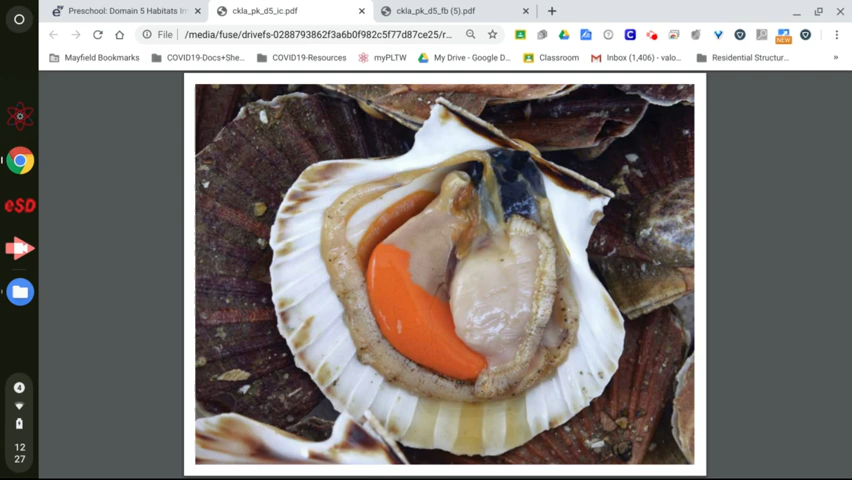 Preschool: Domain 5 Habitats Im
ckla_pk_d5_ic.pdf
ckla_pk_d5_fb (5).pdf
File
/media/fuse/drivefs-0288793862f3a6b0f982c5f77d87ce25/r...
NEW
Mayfield Bookmarks
COVID19-Docs+She...
COVID19-Resources
myPLTW
My Drive - Google D...
Classroom
Inbox (1,406) - valo...
Residential Structur...
»
eSD
4
12
27